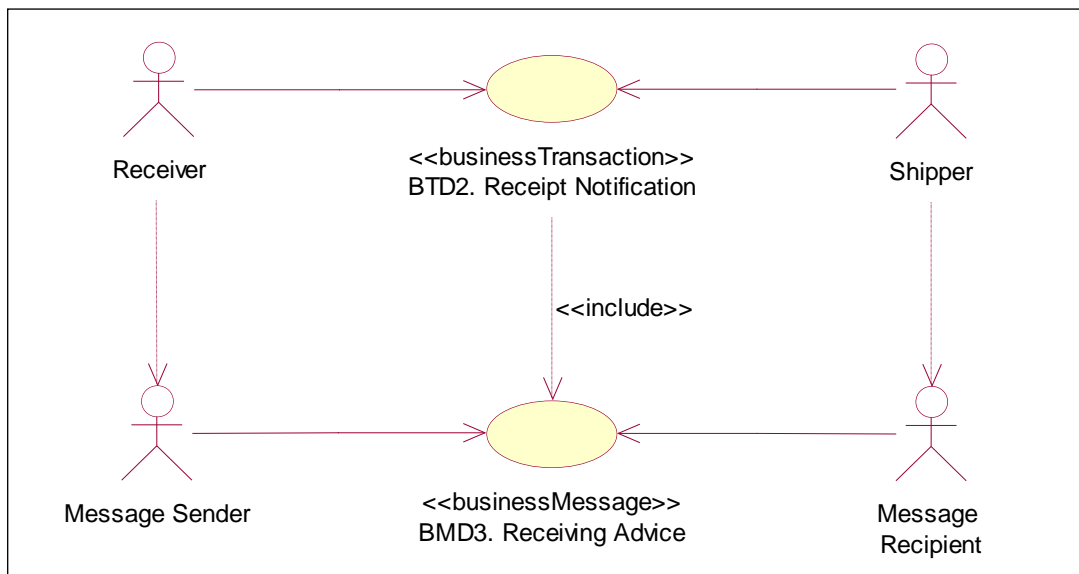 Receiver
<<businessTransaction>>
BTD2. Receipt Notification
Shipper
<<include>>
Message Sender
<<businessMessage>>
BMD3. Receiving Advice
Message
Recipient